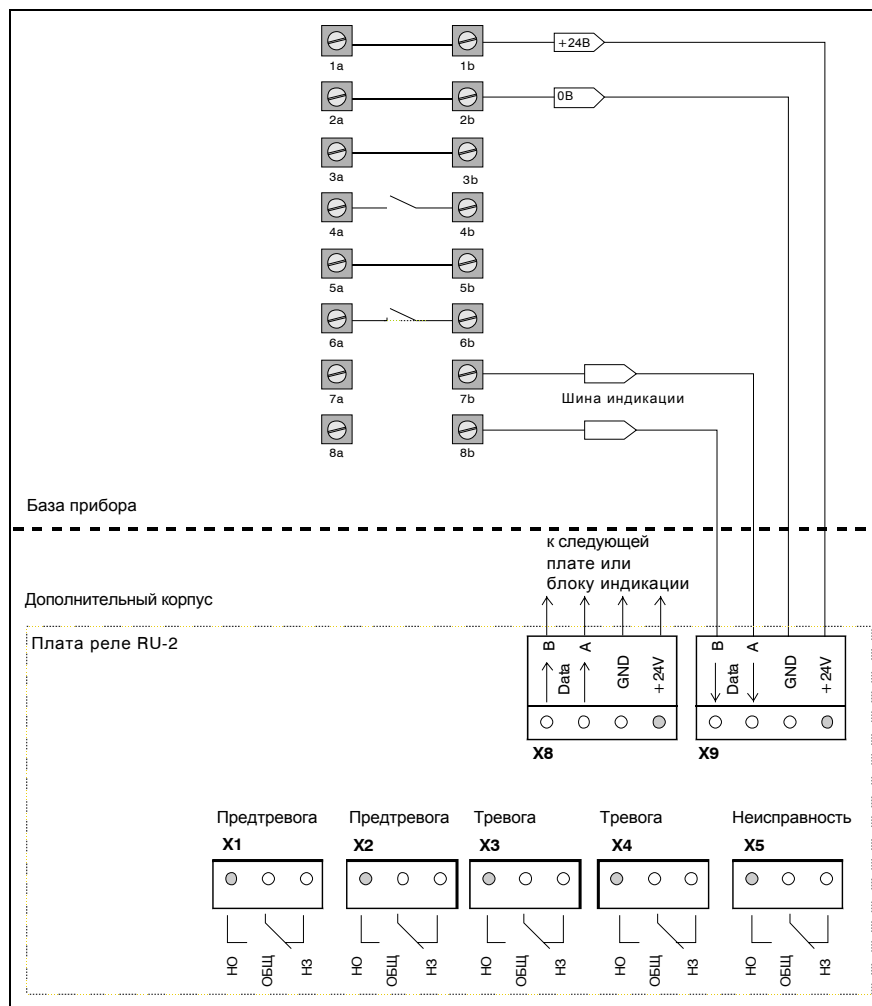 1a 1b +24В
2a 2b 0В
3a 3b
4a 4b
5a 5b
6a 6b
7a 7b Шина индикации
8a 8b
База прибора
к следующей
плате или
блоку индикации
Дополнительный корпус
Плата реле RU-2
B Data A GND +24V
B Data A GND +24V
X8 X9
Предтревога Предтревога Тревога Тревога Неисправность
X1 X2 X3 X4 X5
НО ОБЩ НЗ НО ОБЩ НЗ НО ОБЩ НЗ НО ОБЩ НЗ НО ОБЩ НЗ